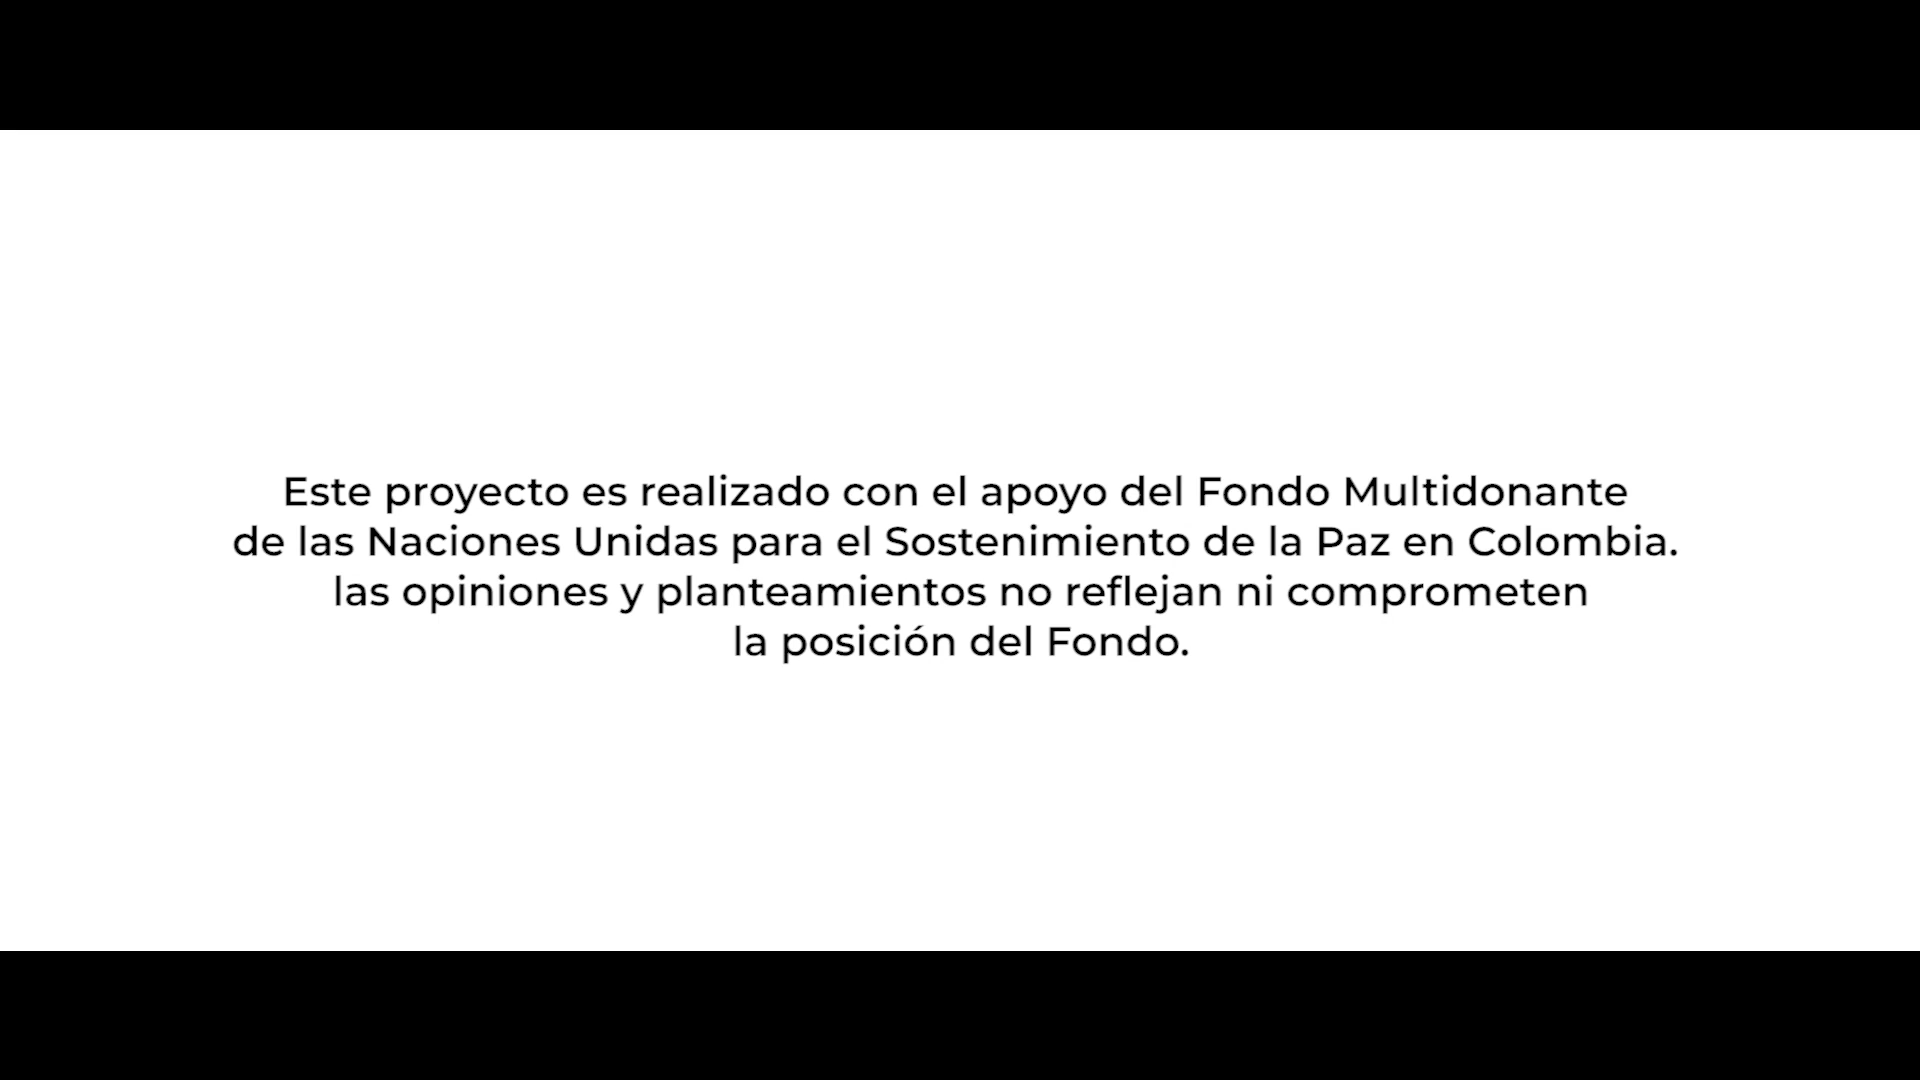 Este proyecto es realizado con el apoyo del Fondo Multidonante
de las Naciones Unidas para el Sostenimiento de la Paz en Colombia.
las opiniones y planteamientos no reflejan ni comprometen
la posición del Fondo.